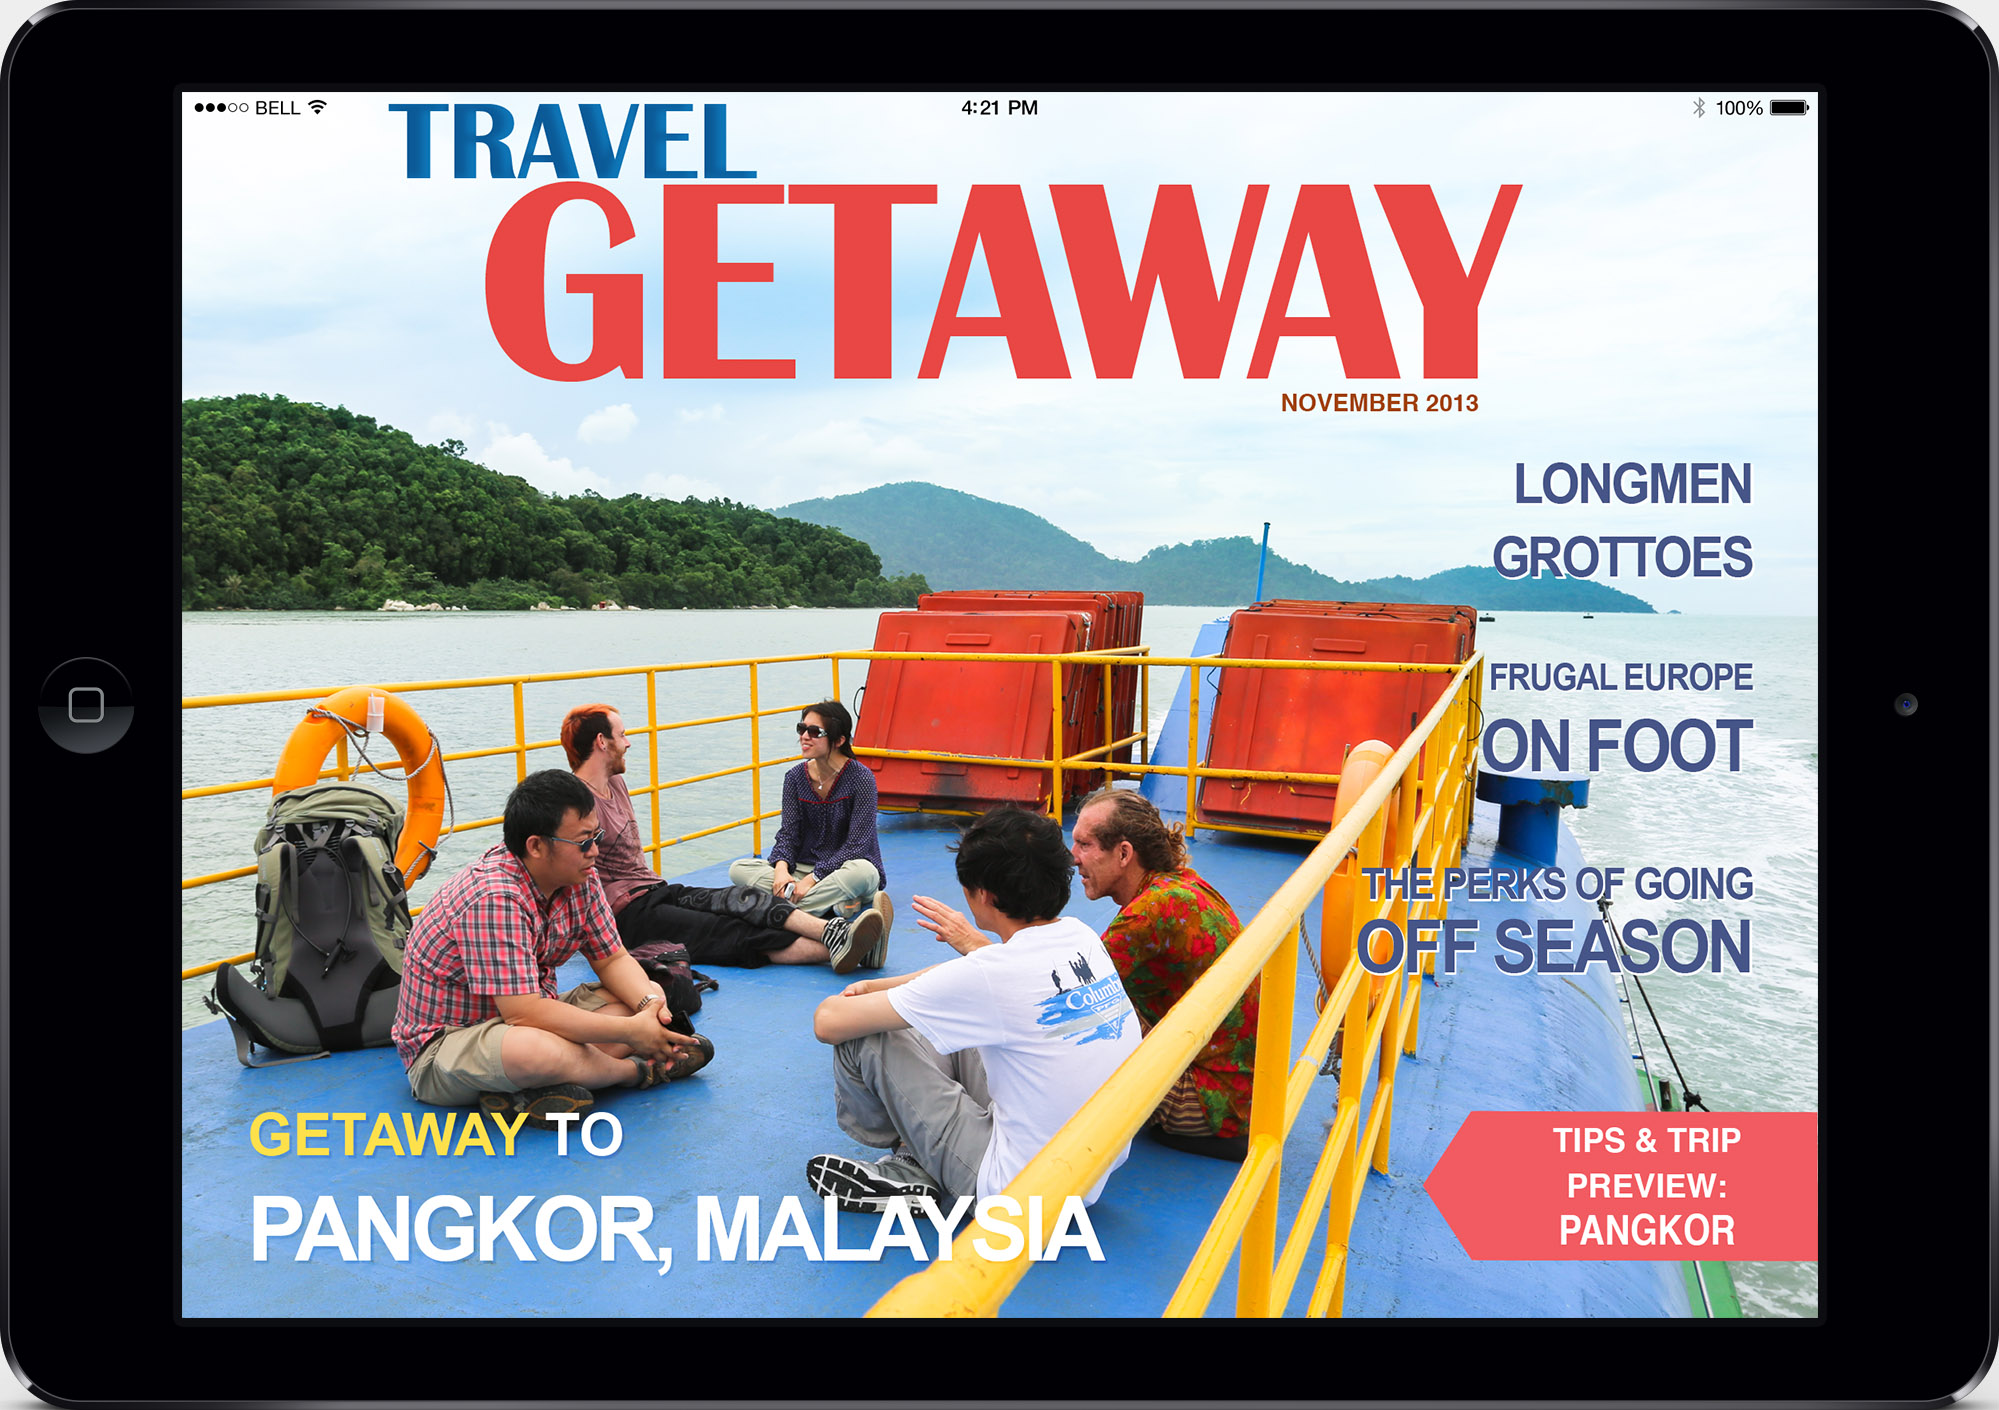 BELL
4:21 PM
100%
TRAVEL
GETAWAY
NOVEMBER 2013
LONGMEN
GROTTOES
FRUGAL EUROPE
ON FOOT
THE PERKS OF GOING
OFF SEASON
GETAWAY TO
PANGKOR, MALAYSIA
TIPS & TRIP
PREVIEW:
PANGKOR